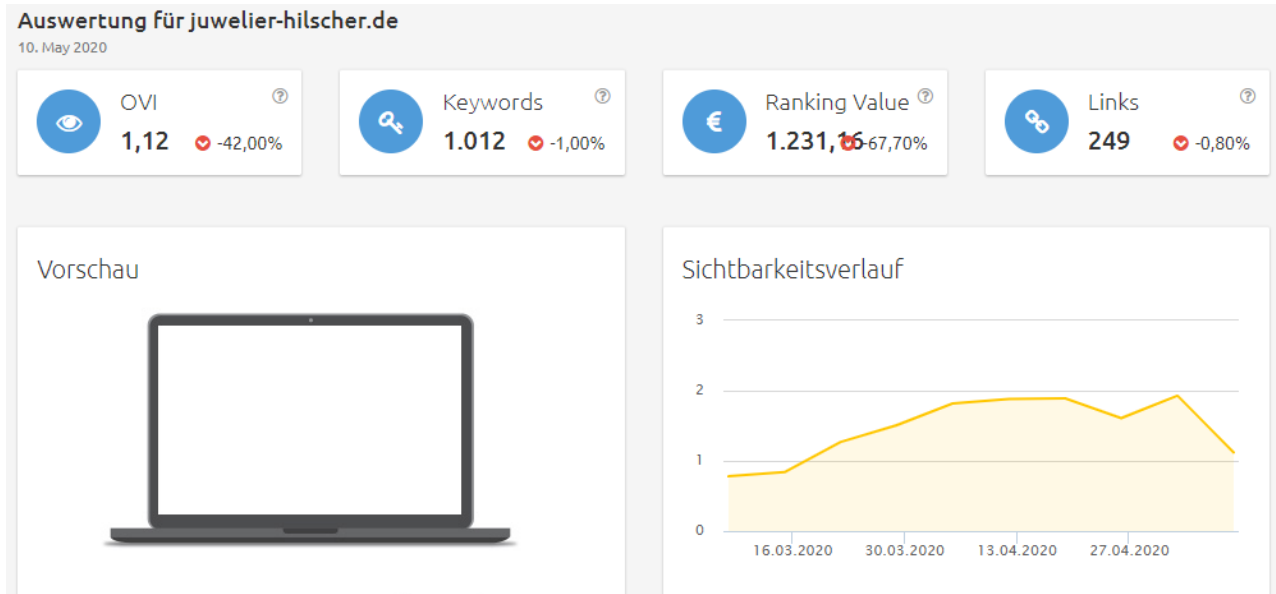 Auswertung für juwelier-hilscher.de
10. May 2020
OVI
1,12 -42,00%
Keywords
1.012 -1,00%
Ranking Value
1.231,16 -67,70%
Links
249 -0,80%
Vorschau
Sichtbarkeitsverlauf
3
2
1
0
16.03.2020 30.03.2020 13.04.2020 27.04.2020